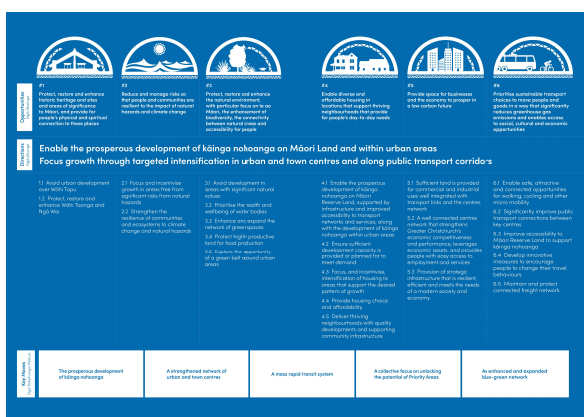 Opportunities
#1
Protect, restore and enhance
historic heritage and sites
and areas of significance
to Māori, and provide for
people's physical and spiritual
connection to these places
#2
Reduce and manage risks so
that people and communities are
resilient to the impact of natural
hazards and climate change
#3
Protect, restore and enhance
the natural environment,
with particular focus on te ao
Māori, the enhancement of
biodiversity, the connectivity
between natural areas and
accessibility for people
#4
Enable diverse and
affordable housing in
locations that support thriving
neighbourhoods that provide
for people's day-to-day needs
#5
Provide space for businesses
and the economy to prosper in
a low carbon future
#6
Prioritise sustainable transport
choices to move people and
goods in a way that significantly
reduces greenhouse gas
emissions and enables access
to social, cultural and economic
opportunities
Directions
Enable the prosperous development of kāinga nohoanga on Māori Land and within urban areas
Focus growth through targeted intensification in urban and town centres and along public transport corridors
1.1 Avoid urban development
over Wāhi Tapu
1.2 Protect, restore and
enhance Wāhi Taonga and
Ngā Wai
2.1 Focus and incentivise
growth in areas free from
significant risks from
natural hazards
2.2 Strengthen the
resilience of communities
and ecosystems to climate
change and natural hazards
3.1 Avoid development in
areas with significant natural
values
3.2 Prioritise the health and
wellbeing of water bodies
3.3 Enhance and expand the
network of greenspaces
3.4 Protect highly productive
land for food production
3.5 Explore the opportunity
of a green belt around urban
areas
4.1 Enable the prosperous
development of kāinga
nohoanga on Māori
Reserve Land, supported by
infrastructure and improved
accessibility to transport
networks and services, along
with the development of kāinga
nohoanga within urban areas
4.2 Ensure sufficient
development capacity is
provided or planned for to
meet demand
4.3 Focus, and incentivise,
intensification of housing to
areas that support the desired
pattern of growth
4.4 Provide housing choice
and affordability
4.5 Deliver thriving
neighbourhoods with quality
developments and supporting
community infrastructure
5.1 Sufficient land is provided
for commercial and industrial
uses well integrated with
transport links and the centres
network
5.2 A well connected centres
network that strengthens
Greater Christchurch's
economic competitiveness
and performance, leverages
economic assets, and provides
people with easy access to
employment and services
5.3 Provision of strategic
infrastructure that is resilient,
efficient and meets the needs
of a modern society and
economy
6.1 Enable safe, attractive
and connected opportunities
for walking, cycling and other
micro mobility
6.2 Significantly improve public
transport connections between
key centres
6.3 Improve accessibility to
Māori Reserve Land to support
kāinga nohoanga
6.4 Develop innovative
measures to encourage
people to change their travel
behaviours
6.5 Maintain and protect
connected freight network
Key Moves
The prosperous development
of kāinga nohoanga
A strengthened network of
urban and town centres
A mass rapid transit system
A collective focus on unlocking
the potential of Priority Areas
An enhanced and expanded
blue-green network